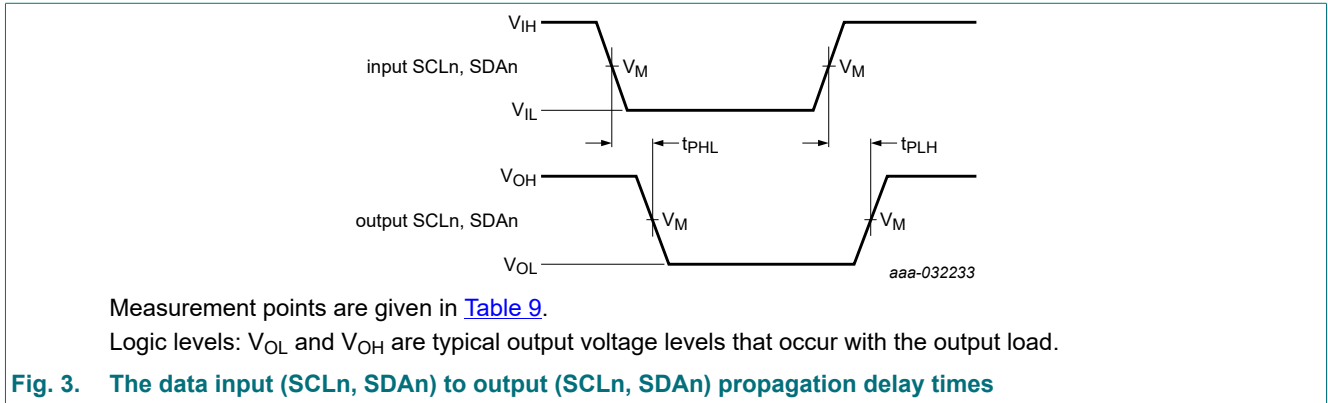 VIH
input SCLn, SDAn
VM
VM
VIL
tPHL
tPLH
VOH
output SCLn, SDAn
VM
VM
VOL
aaa-032233
Measurement points are given in Table 9.
Logic levels: VOL and VOH are typical output voltage levels that occur with the output load.
Fig. 3. The data input (SCLn, SDAn) to output (SCLn, SDAn) propagation delay times